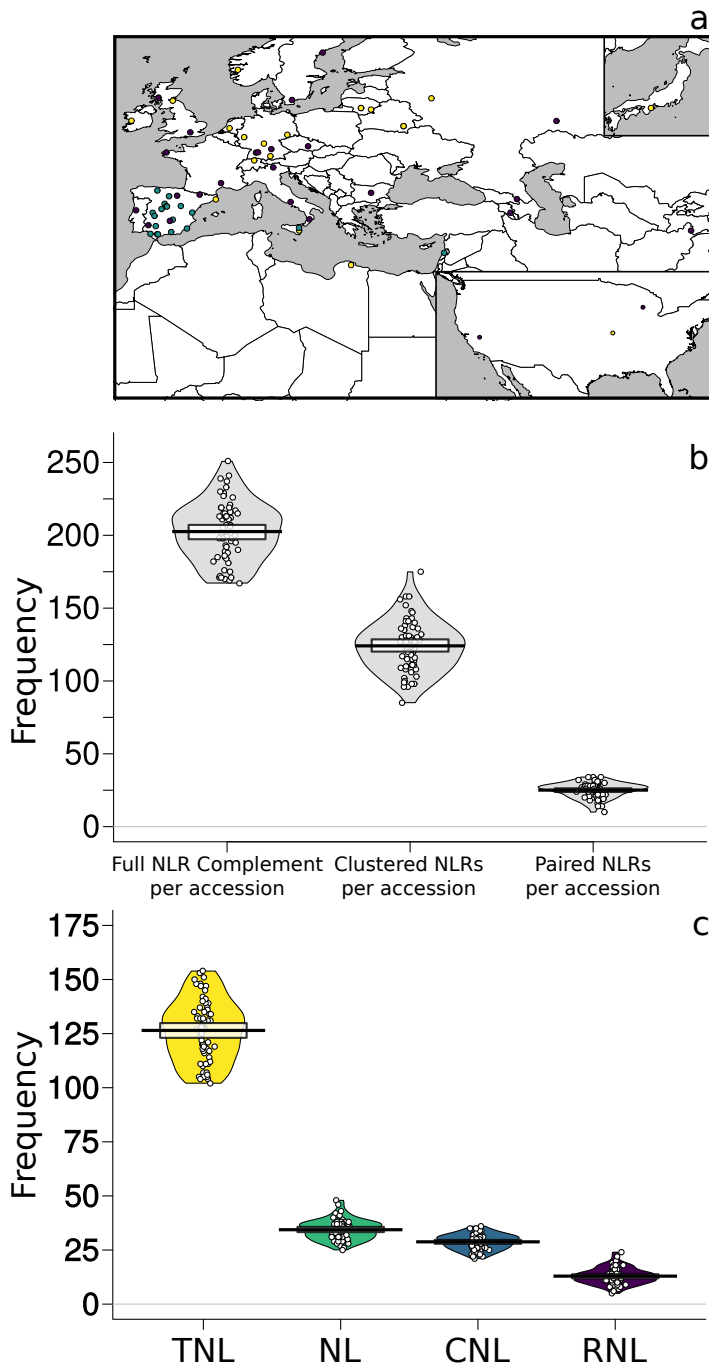 a
b
250
200
150
100
50
0
Frequency
Full NLR Complement
per accession
Clustered NLRs
per accession
Paired NLRs
per accession
c
175
150
125
100
75
50
25
0
Frequency
TNL
NL
CNL
RNL